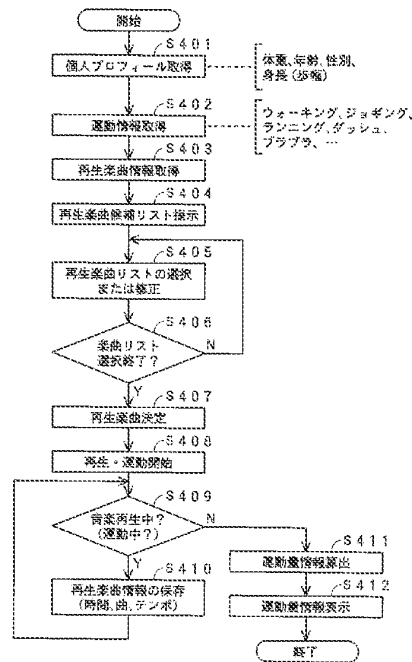 開始
S401
個人プロフィール取得
体重、年齢、性別、
身長(歩幅)
S402
運動情報取得
ウォーキング、ジョギング、
ランニング、ダッシュ、
ブラブラ、…
S403
再生楽曲情報取得
S404
再生楽曲候補リスト提示
S405
再生楽曲リストの選択
または修正
S406
楽曲リスト
選択終了?
N
Y
S407
再生楽曲決定
S408
再生・運動開始
S409
音楽再生中?
(運動中?)
N
Y
S410
再生楽曲情報の保存
(時間、曲、テンポ)
S411
運動量情報算出
S412
運動量情報表示
終了